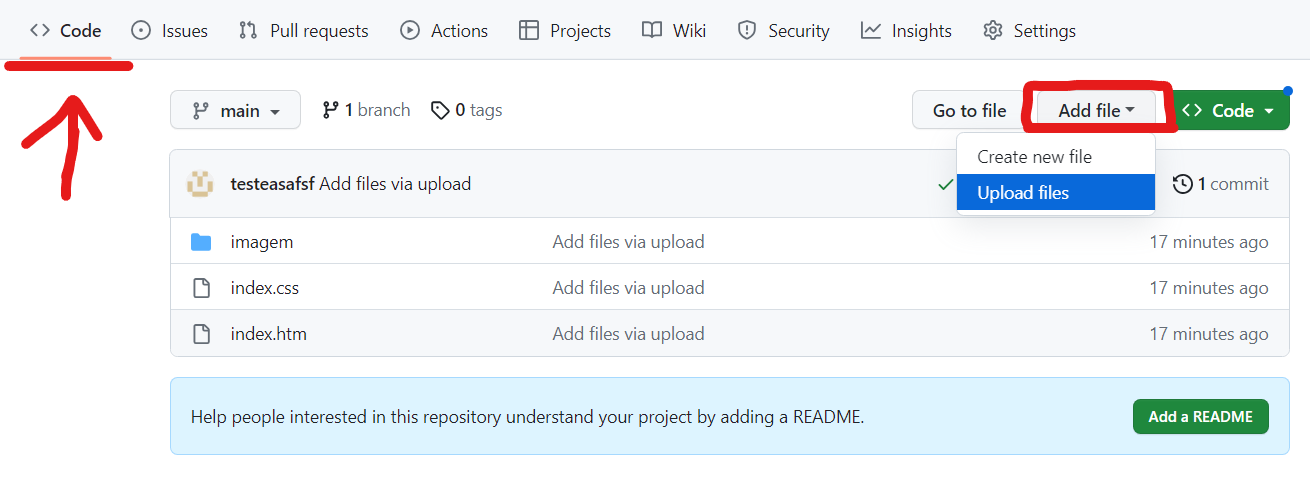 Code Issues Pull requests Actions Projects Wiki Security Insights Settings
main 1 branch 0 tags Go to file Add file Code
Create new file
testeasafsf Add files via upload 1 commit
Upload files
imagem Add files via upload 17 minutes ago
index.css Add files via upload 17 minutes ago
index.htm Add files via upload 17 minutes ago
Help people interested in this repository understand your project by adding a README. Add a README